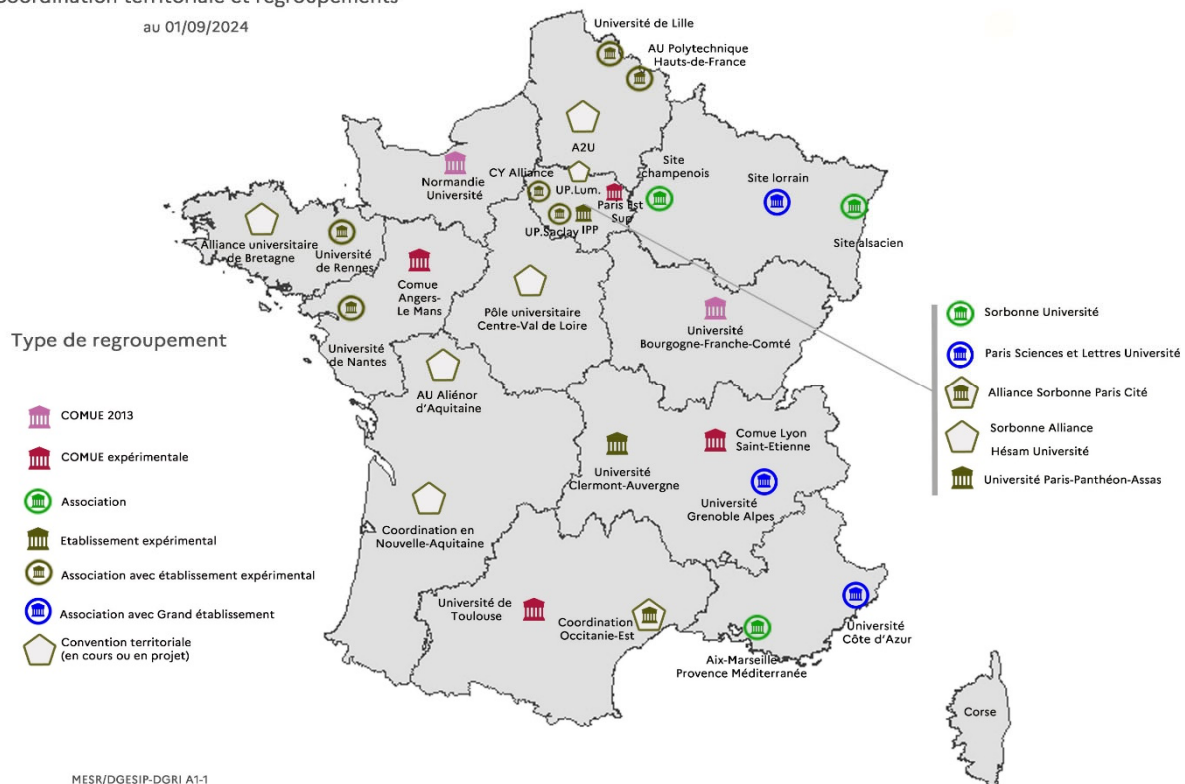 Coordination territoriale et regroupements
au 01/09/2024
Université de Lille
AU Polytechnique
Hauts-de-France
A2U
Normandie
Université
CY Alliance
UP.Lum.
Paris Est
Sup
UP.Saclay
IPP
Site
champenois
Site lorrain
Site alsacien
Alliance universitaire
de Bretagne
Université
de Rennes
Comue
Angers-
Le Mans
Université
de Nantes
Pôle universitaire
Centre-Val de Loire
Université
Bourgogne-Franche-Comté
AU Aliénor
d'Aquitaine
Coordination en
Nouvelle-Aquitaine
Université
Clermont-Auvergne
Comue Lyon
Saint-Etienne
Université
Grenoble Alpes
Université de
Toulouse
Coordination
Occitanie-Est
Aix-Marseille-
Provence Méditerranée
Université
Côte d'Azur
Corse
Sorbonne Université
Paris Sciences et Lettres Université
Alliance Sorbonne Paris Cité
Sorbonne Alliance
Hésam Université
Université Paris-Panthéon-Assas
Type de regroupement
COMUE 2013
COMUE expérimentale
Association
Etablissement expérimental
Association avec établissement expérimental
Association avec Grand établissement
Convention territoriale
(en cours ou en projet)
MESR/DGESIP-DGRI A1-1